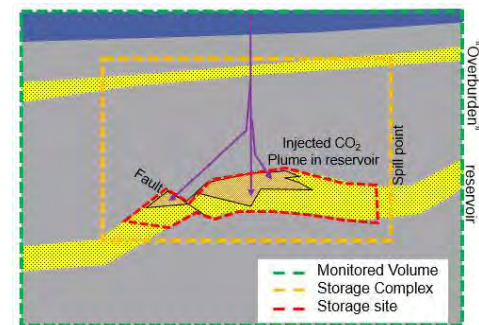 "Overburden"
Injected CO₂
Plume in reservoir
Fault
Spill point
reservoir
Monitored Volume
Storage Complex
Storage site